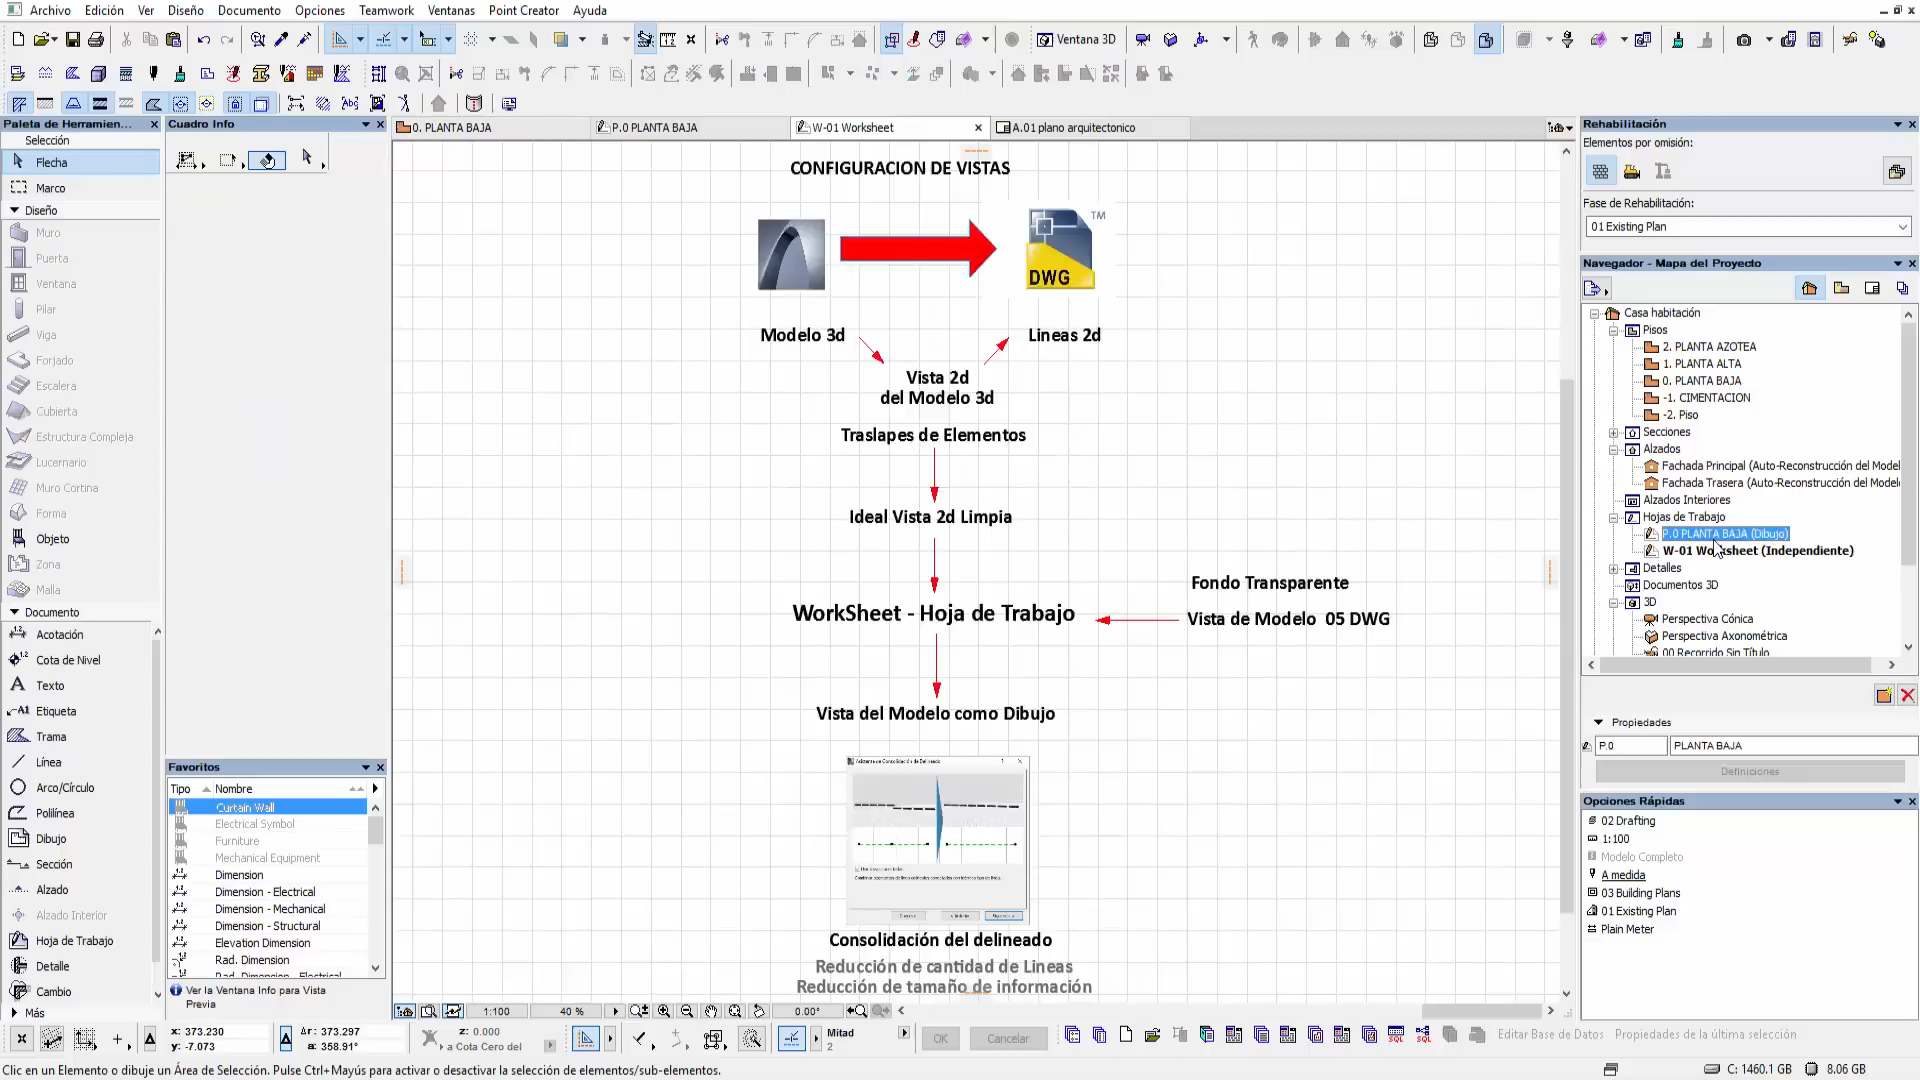 Archivo Edición Ver Diseño Documento Opciones Teamwork Ventanas Point Creator Ayuda
Ventana 3D
Paleta de Herramien...
Selección
Flecha
Marco
Diseño
Muro
Puerta
Ventana
Pilar
Viga
Forjado
Escalera
Cubierta
Estructura Compleja
Lucernario
Muro Cortina
Forma
Objeto
Zona
Malla
Documento
Acotación
Cota de Nivel
Texto
Etiqueta
Trama
Línea
Arco/Círculo
Polilínea
Dibujo
Sección
Alzado
Alzado Interior
Hoja de Trabajo
Detalle
Cambio
Más
Cuadro Info
Favoritos
Tipo Nombre
Curtain Wall
Electrical Symbol
Furniture
Mechanical Equipment
Dimension
Dimension - Electrical
Dimension - Mechanical
Dimension - Structural
Elevation Dimension
Rad. Dimension
Rad. Dimension - Electrical
Ver la Ventana Info para Vista
Previa
0. PLANTA BAJA
P.0 PLANTA BAJA
W-01 Worksheet
A.01 plano arquitectonico
CONFIGURACION DE VISTAS
TM
DWG
Modelo 3d
Lineas 2d
Vista 2d
del Modelo 3d
Traslapes de Elementos
Ideal Vista 2d Limpia
Fondo Transparente
WorkSheet - Hoja de Trabajo
Vista de Modelo 05 DWG
Vista del Modelo como Dibujo
Asistente de Consolidación de Delineado
Consolidación del delineado
Reducción de cantidad de Lineas
Reducción de tamaño de información
1:100
40 %
0.00°
Rehabilitación
Elementos por omisión:
Fase de Rehabilitación:
01 Existing Plan
Navegador - Mapa del Proyecto
Casa habitación
Pisos
2. PLANTA AZOTEA
1. PLANTA ALTA
0. PLANTA BAJA
-1. CIMENTACION
-2. Piso
Secciones
Alzados
Fachada Principal (Auto-Reconstrucción del Model
Fachada Trasera (Auto-Reconstrucción del Model
Alzados Interiores
Hojas de Trabajo
P.0 PLANTA BAJA (Dibujo)
W-01 Worksheet (Independiente)
Detalles
Documentos 3D
3D
Perspectiva Cónica
Perspectiva Axonométrica
00 Recorrido Sin Título
Propiedades
P.0 PLANTA BAJA
Definiciones
Opciones Rápidas
02 Drafting
1:100
Modelo Completo
A medida
03 Building Plans
01 Existing Plan
Plain Meter
x: 373.230
y: -7.073
Δr: 373.297
a: 358.91°
z: 0.000
a Cota Cero del
Mitad
2
OK
Cancelar
Editar Base de Datos
Propiedades de la última selección
Clic en un Elemento o dibuje un Área de Selección. Pulse Ctrl+Mayús para activar o desactivar la selección de elementos/sub-elementos.
C: 1460.1 GB
8.06 GB